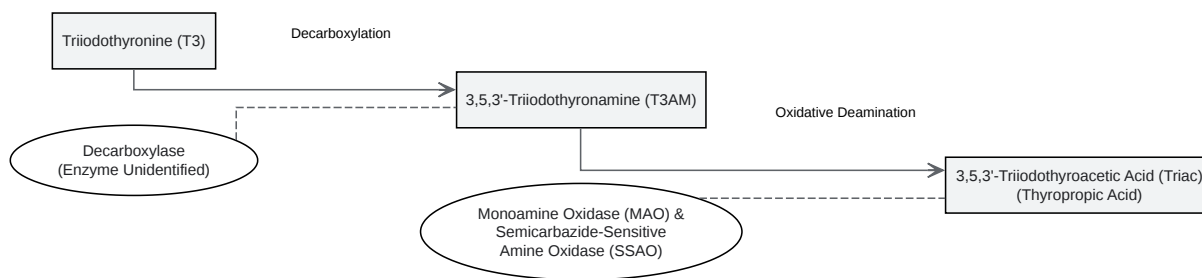 Triiodothyronine (T3)
Decarboxylation
3,5,3'-Triiodothyronamine (T3AM)
Oxidative Deamination
Decarboxylase
(Enzyme Unidentified)
3,5,3'-Triiodothyroacetic Acid (Triac)
(Thyropropic Acid)
Monoamine Oxidase (MAO) &
Semicarbazide-Sensitive
Amine Oxidase (SSAO)